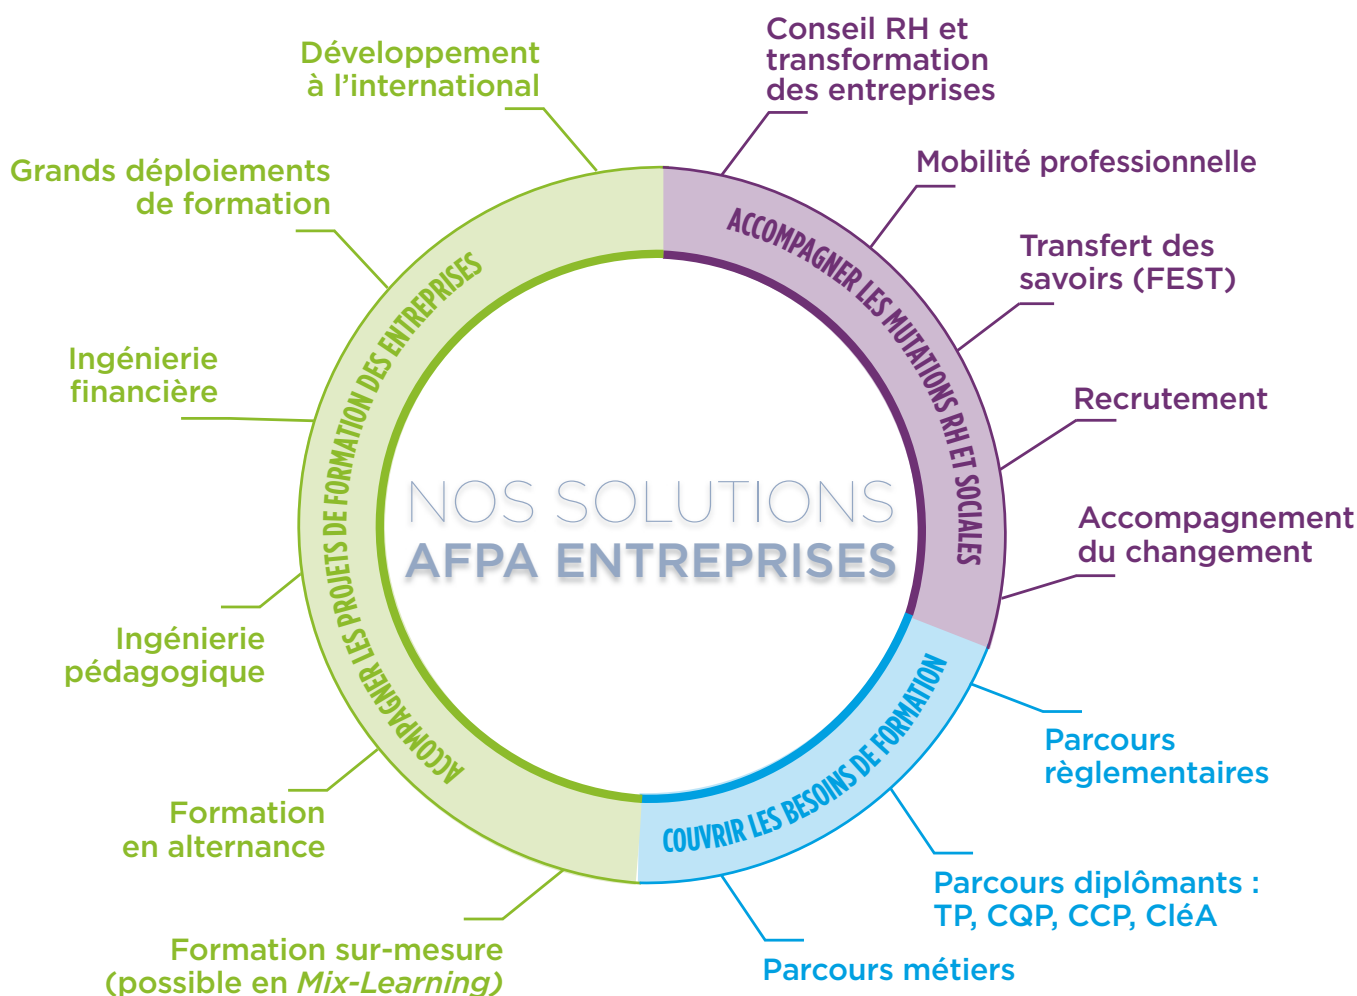 NOS SOLUTIONS
AFPA ENTREPRISES
ACCOMPAGNER LES MUTATIONS RH ET SOCIALES
Conseil RH et
transformation
des entreprises
Mobilité professionnelle
Transfert des
savoirs (FEST)
Recrutement
Accompagnement
du changement
COUVRIR LES BESOINS DE FORMATION
Parcours
règlementaires
Parcours diplômants :
TP, CQP, CCP, CléA
Parcours métiers
ACCOMPAGNER LES PROJETS DE FORMATION DES ENTREPRISES
Formation sur-mesure
(possible en Mix-Learning)
Formation
en alternance
Ingénierie
pédagogique
Ingénierie
financière
Grands déploiements
de formation
Développement
à l’international